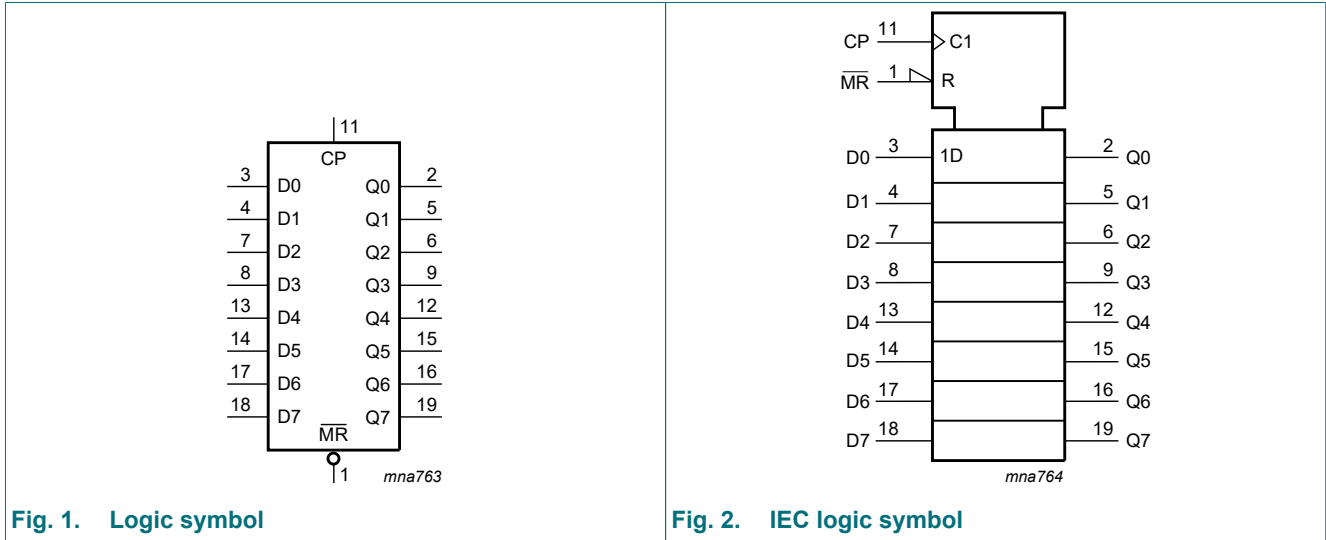 11
CP
3 D0 Q0 2
4 D1 Q1 5
7 D2 Q2 6
8 D3 Q3 9
13 D4 Q4 12
14 D5 Q5 15
17 D6 Q6 16
18 D7 Q7 19
M̅R̅
1 mna763
Fig. 1. Logic symbol
CP 11 C1
M̅R̅ 1 R
D0 3 1D 2 Q0
D1 4 5 Q1
D2 7 6 Q2
D3 8 9 Q3
D4 13 12 Q4
D5 14 15 Q5
D6 17 16 Q6
D7 18 19 Q7
mna764
Fig. 2. IEC logic symbol